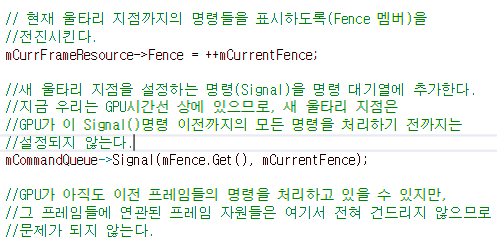 // 현재 울타리 지점까지의 명령들을 표시하도록(Fence 멤버)을
//전진시킨다.
mCurrFrameResource->Fence = ++mCurrentFence;
//새 울타리 지점을 설정하는 명령(Signal)을 명령 대기열에 추가한다.
//지금 우리는 GPU시간선 상에 있으므로, 새 울타리 지점은
//GPU가 이 Signal()명령 이전까지의 모든 명령을 처리하기 전까지는
//설정되지 않는다.
mCommandQueue->Signal(mFence.Get(), mCurrentFence);
//GPU가 아직도 이전 프레임들의 명령을 처리하고 있을 수 있지만,
//그 프레임들에 연관된 프레임 자원들은 여기서 전혀 건드리지 않으므로
//문제가 되지 않는다.